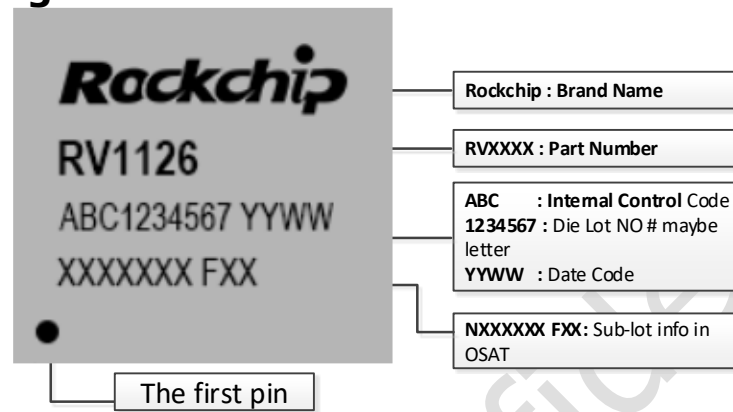 Rockchip
RV1126
ABC1234567 YYWW
XXXXXXX FXX
The first pin
Rockchip : Brand Name
RVXXXX : Part Number
ABC : Internal Control Code
1234567 : Die Lot NO # maybe
letter
YYWW : Date Code
NXXXXXX FXX: Sub-lot info in
OSAT